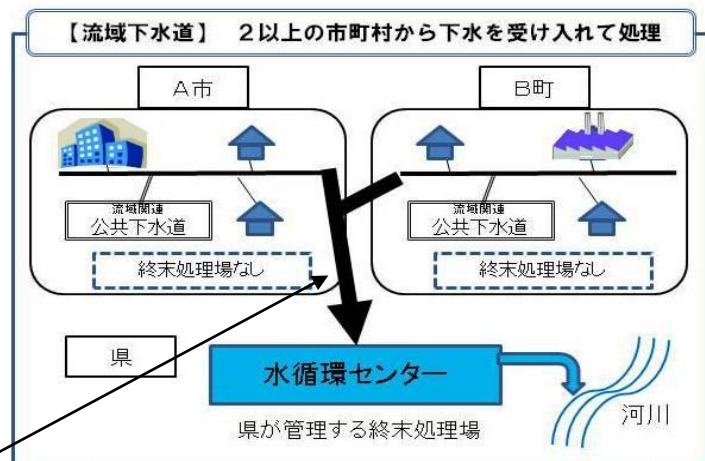 【流域下水道】　２以上の市町村から下水を受け入れて処理
A市
B町
流域関連
公共下水道
終末処理場なし
流域関連
公共下水道
終末処理場なし
県
水循環センター
県が管理する終末処理場
河川